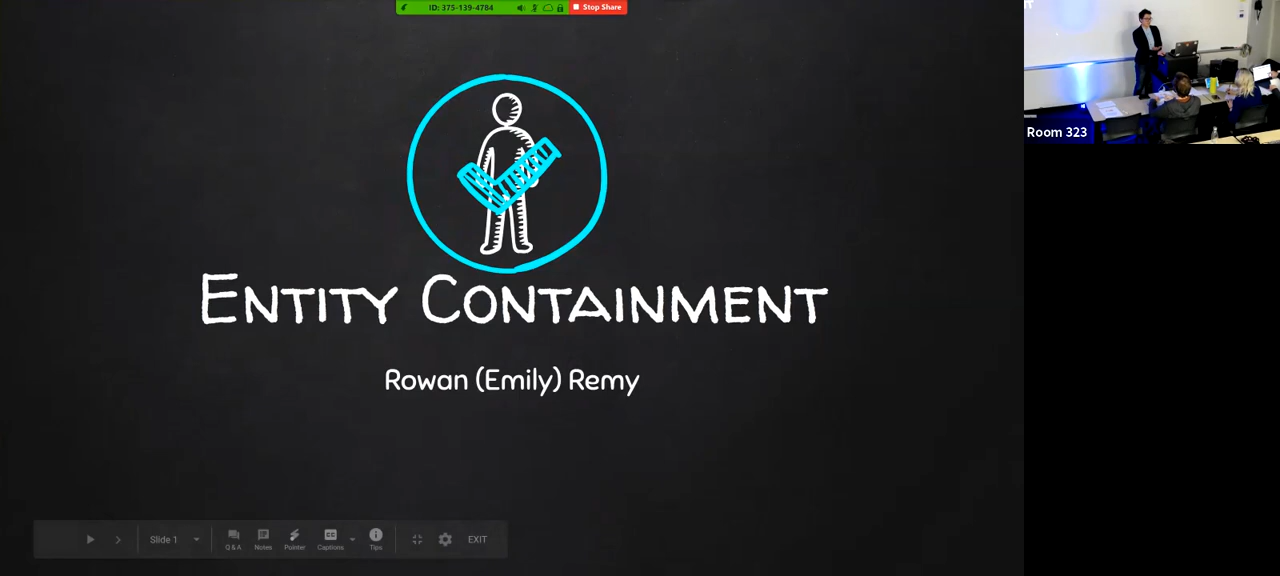 ID: 375-139-4784
Stop Share
ENTITY CONTAINMENT
Rowan (Emily) Remy
Slide 1
Q & A
Notes
Pointer
CC
Captions
Tips
EXIT
Room 323